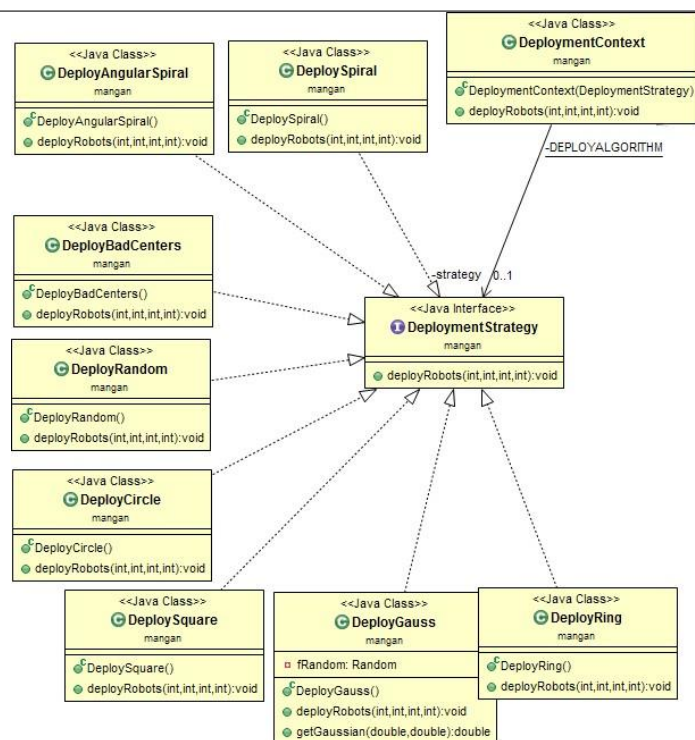 <<Java Class>>
DeployAngularSpiral
mangan
DeployAngularSpiral()
deployRobots(int,int,int,int):void
<<Java Class>>
DeploySpiral
mangan
DeploySpiral()
deployRobots(int,int,int,int):void
<<Java Class>>
DeploymentContext
mangan
DeploymentContext(DeploymentStrategy)
deployRobots(int,int,int,int):void
-DEPLOYALGORITHM
<<Java Class>>
DeployBadCenters
mangan
DeployBadCenters()
deployRobots(int,int,int,int):void
-strategy 0..1
<<Java Interface>>
DeploymentStrategy
mangan
deployRobots(int,int,int,int):void
<<Java Class>>
DeployRandom
mangan
DeployRandom()
deployRobots(int,int,int,int):void
<<Java Class>>
DeployCircle
mangan
DeployCircle()
deployRobots(int,int,int,int):void
<<Java Class>>
DeploySquare
mangan
DeploySquare()
deployRobots(int,int,int,int):void
<<Java Class>>
DeployGauss
mangan
fRandom: Random
DeployGauss()
deployRobots(int,int,int,int):void
getGaussian(double,double):double
<<Java Class>>
DeployRing
mangan
DeployRing()
deployRobots(int,int,int,int):void